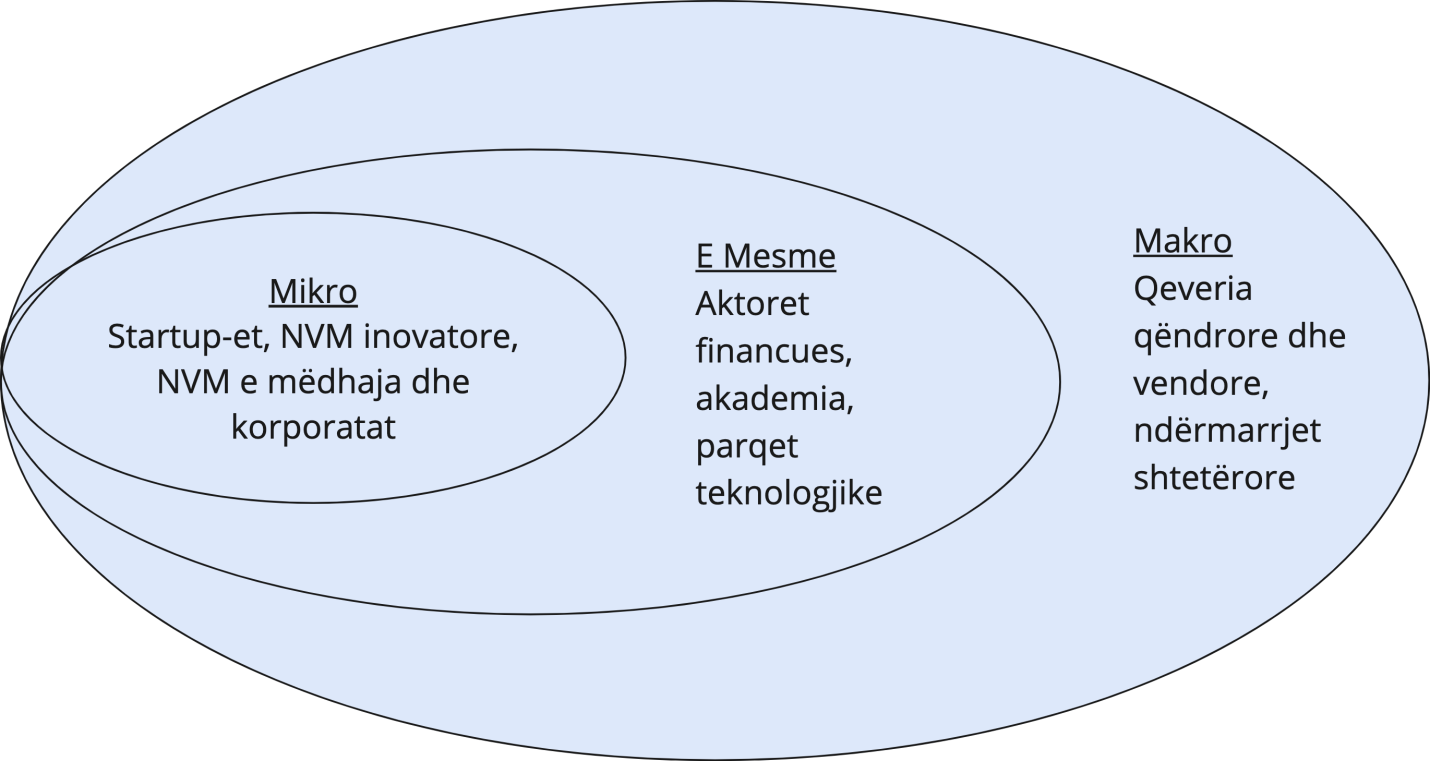 Mikro
Startup-et, NVM inovatore,
NVM e mëdhaja dhe
korporatat
E Mesme
Aktoret
financues,
akademia,
parqet
teknologjike
Makro
Qeveria
qëndrore dhe
vendore,
ndërmarrjet
shtetërore